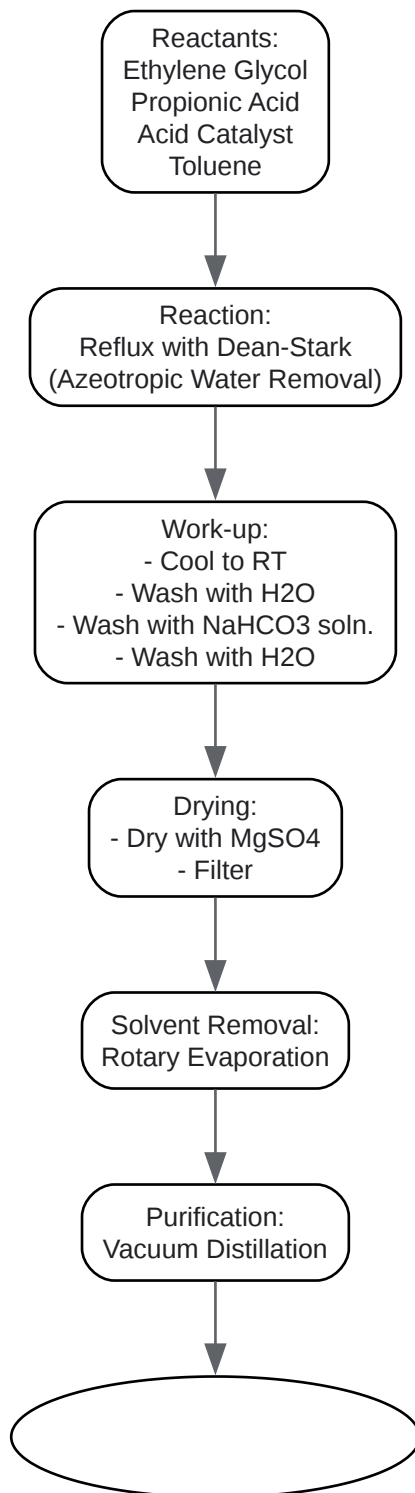 Reactants:
Ethylene Glycol
Propionic Acid
Acid Catalyst
Toluene
Reaction:
Reflux with Dean-Stark
(Azeotropic Water Removal)
Work-up:
- Cool to RT
- Wash with H2O
- Wash with NaHCO3 soln.
- Wash with H2O
Drying:
- Dry with MgSO4
- Filter
Solvent Removal:
Rotary Evaporation
Purification:
Vacuum Distillation